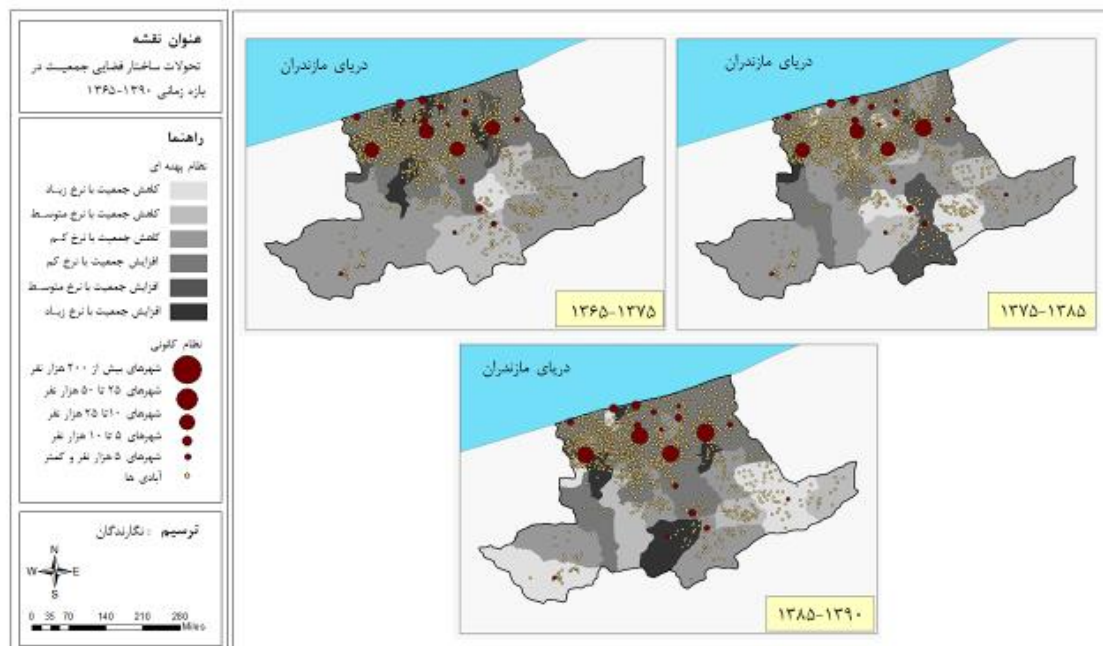 عنوان نقشه
تحولات ساختار فضایی جمعیت در
بازه زمانی ۱۳۹۰-۱۳۶۵
راهنما
نظام پهنه ای
کاهش جمعیت با نرخ زیاد
کاهش جمعیت با نرخ متوسط
کاهش جمعیت با نرخ کم
افزایش جمعیت با نرخ کم
افزایش جمعیت با نرخ متوسط
افزایش جمعیت با نرخ زیاد
نظام کانونی
شهرهای بیش از ۲۰۰ هزار نفر
شهرهای ۲۵ تا ۵۰ هزار نفر
شهرهای ۱۰ تا ۲۵ هزار نفر
شهرهای ۵ تا ۱۰ هزار نفر
شهرهای ۵ هزار نفر و کمتر
آبادی ها
ترسیم : نگارندگان
N
W E
S
0 35 70 140 210 280
Miles
دریای مازندران
۱۳۶۵-۱۳۷۵
دریای مازندران
۱۳۷۵-۱۳۸۵
دریای مازندران
۱۳۸۵-۱۳۹۰